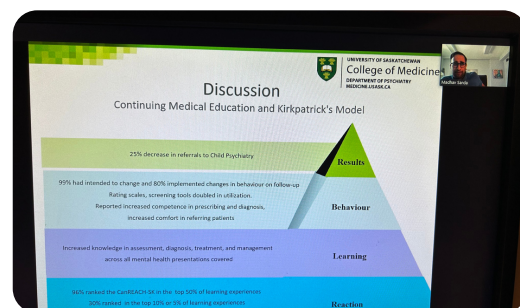 UNIVERSITY OF SASKATCHEWAN
College of Medicine
DEPARTMENT OF PSYCHIATRY
MEDICINE.USASK.CA
Discussion
Continuing Medical Education and Kirkpatrick's Model
25% decrease in referrals to Child Psychiatry
Results
99% had intended to change and 80% implemented changes in behaviour on follow-up
Rating scales, screening tools doubled in utilization.
Reported increased competence in prescribing and diagnosis,
increased comfort in referring patients
Behaviour
Increased knowledge in assessment, diagnosis, treatment, and management
across all mental health presentations covered
Learning
96% ranked the CanREACH-SK in the top 50% of learning experiences
30% ranked in the top 10% or 5% of learning experiences
Reaction